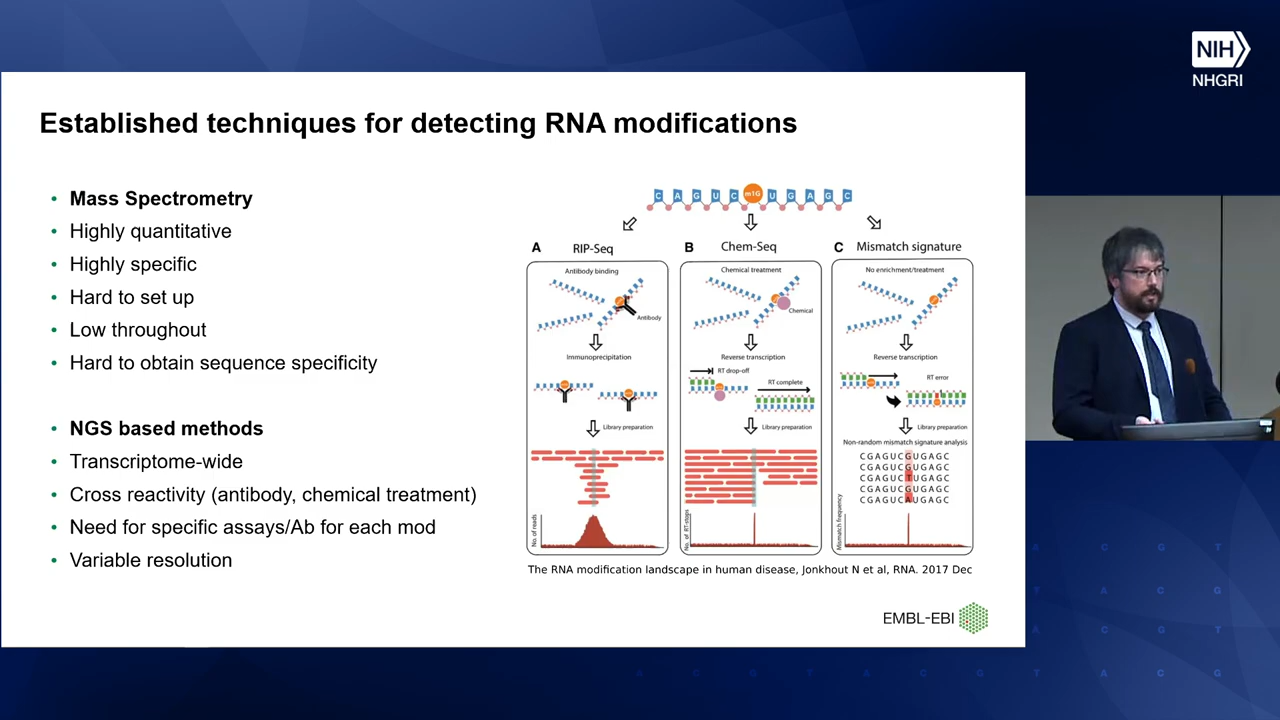 NIH
NHGRI
Established techniques for detecting RNA modifications
• Mass Spectrometry
• Highly quantitative
• Highly specific
• Hard to set up
• Low throughout
• Hard to obtain sequence specificity
• NGS based methods
• Transcriptome-wide
• Cross reactivity (antibody, chemical treatment)
• Need for specific assays/Ab for each mod
• Variable resolution
C A G U C m1G U G A G C
A RIP-Seq
Antibody binding
Antibody
Immunoprecipitation
Library preparation
No. of reads
B Chem-Seq
Chemical treatment
Chemical
Reverse transcription
RT drop-off
RT complete
Library preparation
No. of RT-stops
C Mismatch signature
No enrichment/treatment
Reverse transcription
RT error
Library preparation
Non-random mismatch signature analysis
CGAGUCGUGAGC
CGAGUCGUGAGC
CGAGUCTUGAGC
CGAGUCGUGAGC
CGAGUCAUGAGC
Mismatch frequency
The RNA modification landscape in human disease, Jonkhout N et al, RNA. 2017 Dec
EMBL-EBI